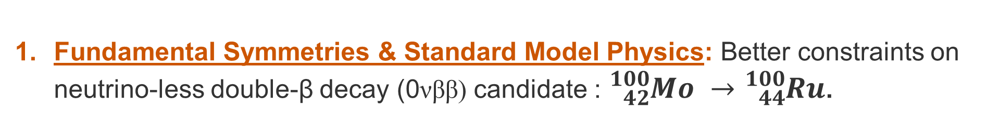 1. Fundamental Symmetries & Standard Model Physics: Better constraints on
neutrino-less double-β decay (0νββ) candidate : ¹⁰⁰₄₂Mo → ¹⁰⁰₄₄Ru.